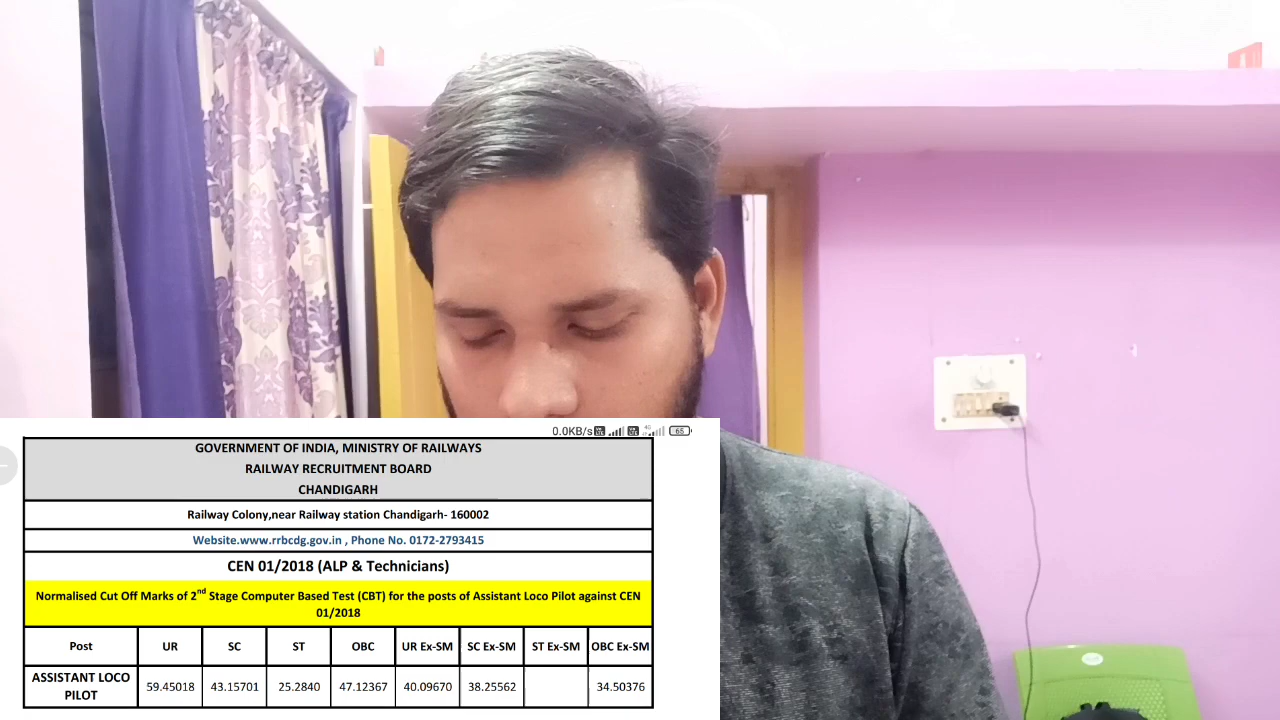 0.0KB/s 4G 65
GOVERNMENT OF INDIA, MINISTRY OF RAILWAYS
RAILWAY RECRUITMENT BOARD
CHANDIGARH
Railway Colony,near Railway station Chandigarh- 160002
Website.www.rrbcdg.gov.in , Phone No. 0172-2793415
CEN 01/2018 (ALP & Technicians)
Normalised Cut Off Marks of 2nd Stage Computer Based Test (CBT) for the posts of Assistant Loco Pilot against CEN
01/2018
Post UR SC ST OBC UR Ex-SM SC Ex-SM ST Ex-SM OBC Ex-SM
ASSISTANT LOCO
PILOT 59.45018 43.15701 25.2840 47.12367 40.09670 38.25562 34.50376